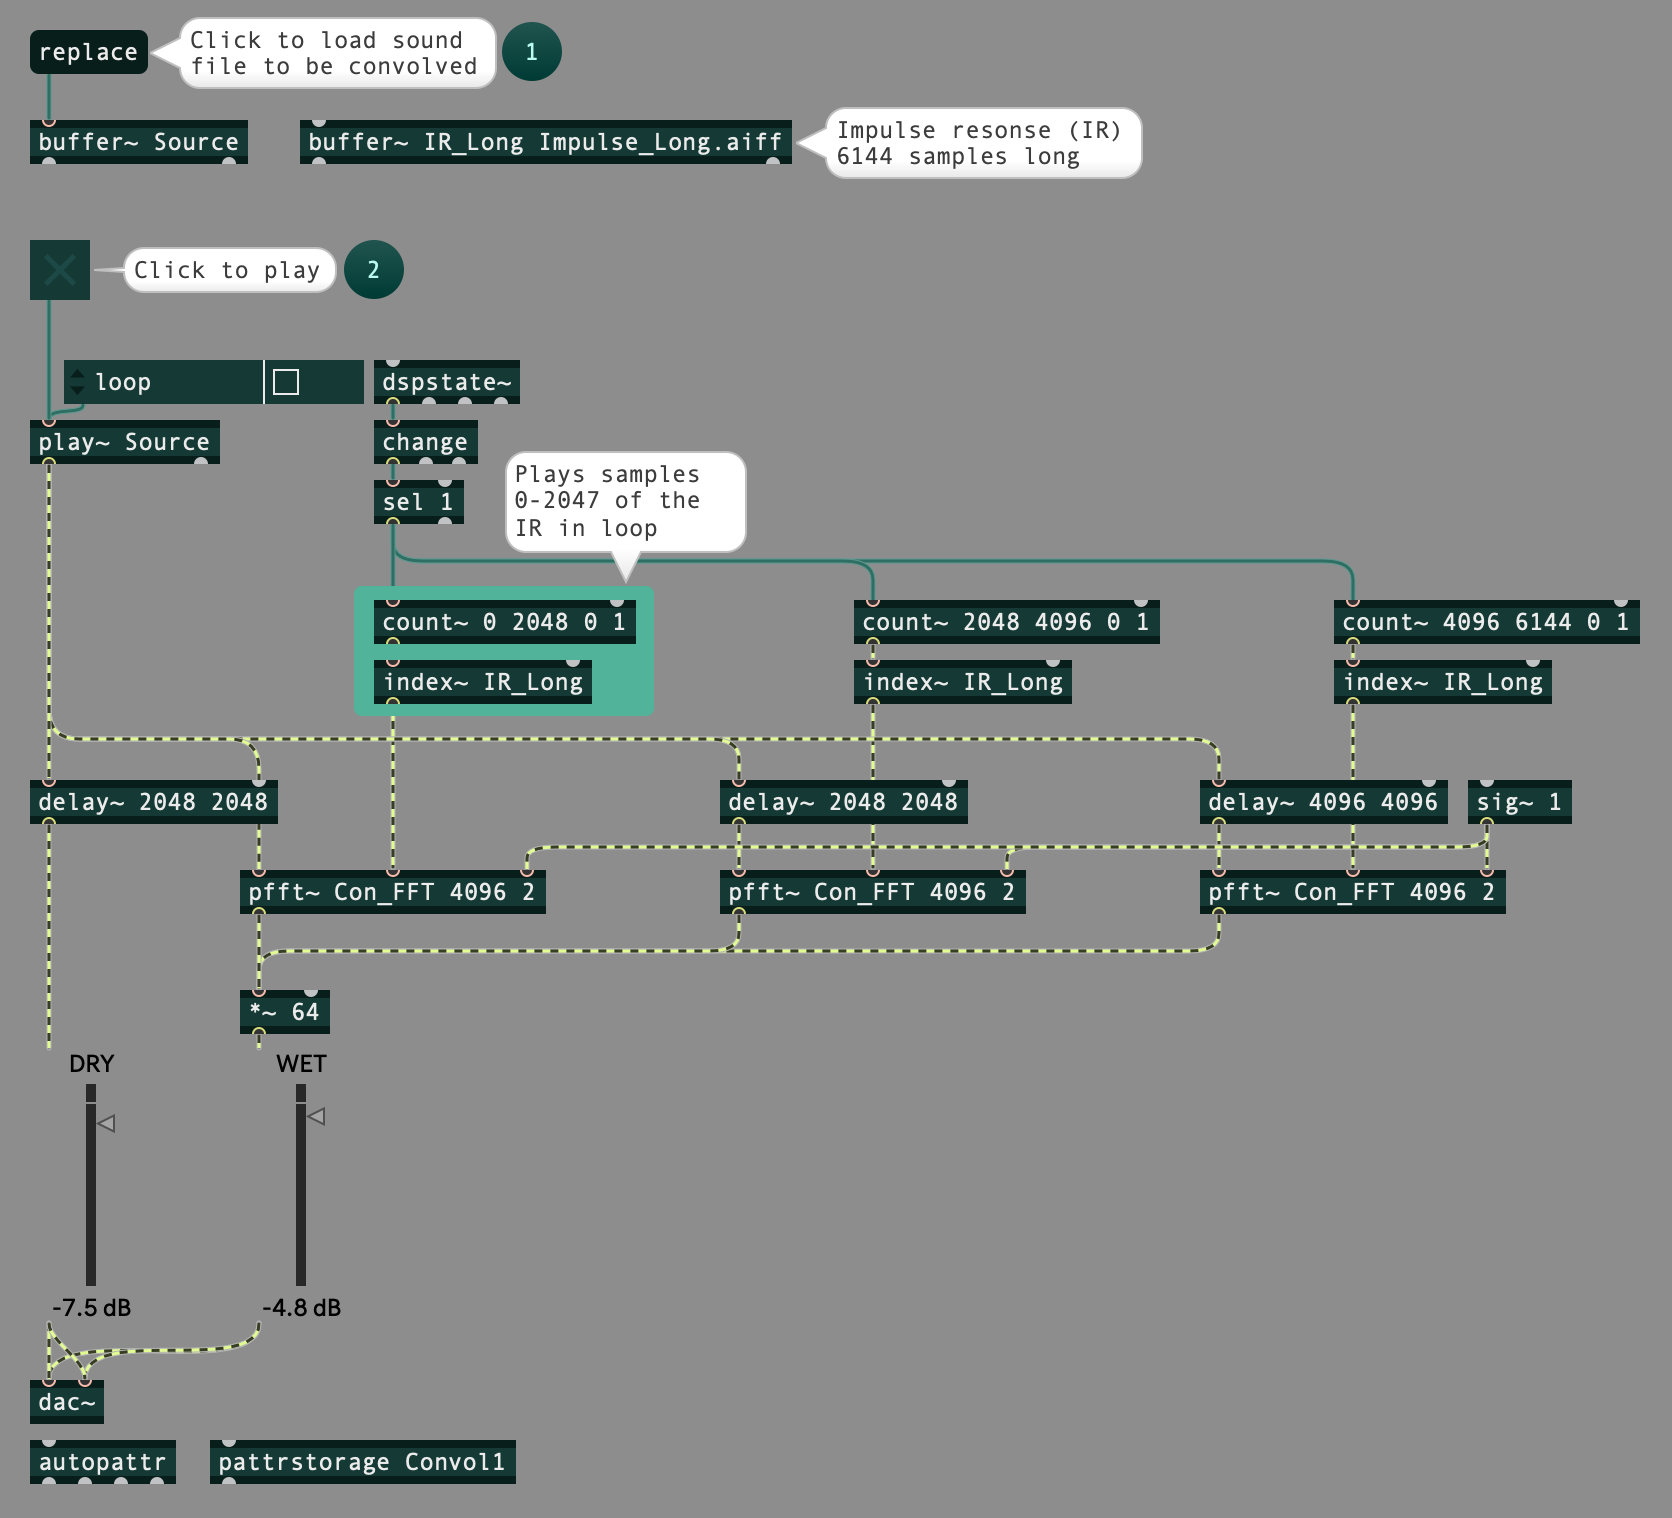 replace
Click to load sound
file to be convolved
1
buffer~ Source
buffer~ IR_Long Impulse_Long.aiff
Impulse resonse (IR)
6144 samples long
Click to play
2
loop
dspstate~
play~ Source
change
sel 1
Plays samples
0-2047 of the
IR in loop
count~ 0 2048 0 1
count~ 2048 4096 0 1
count~ 4096 6144 0 1
index~ IR_Long
index~ IR_Long
index~ IR_Long
delay~ 2048 2048
delay~ 2048 2048
delay~ 4096 4096
sig~ 1
pfft~ Con_FFT 4096 2
pfft~ Con_FFT 4096 2
pfft~ Con_FFT 4096 2
*~ 64
DRY
WET
-7.5 dB
-4.8 dB
dac~
autopattr
pattrstorage Convol1